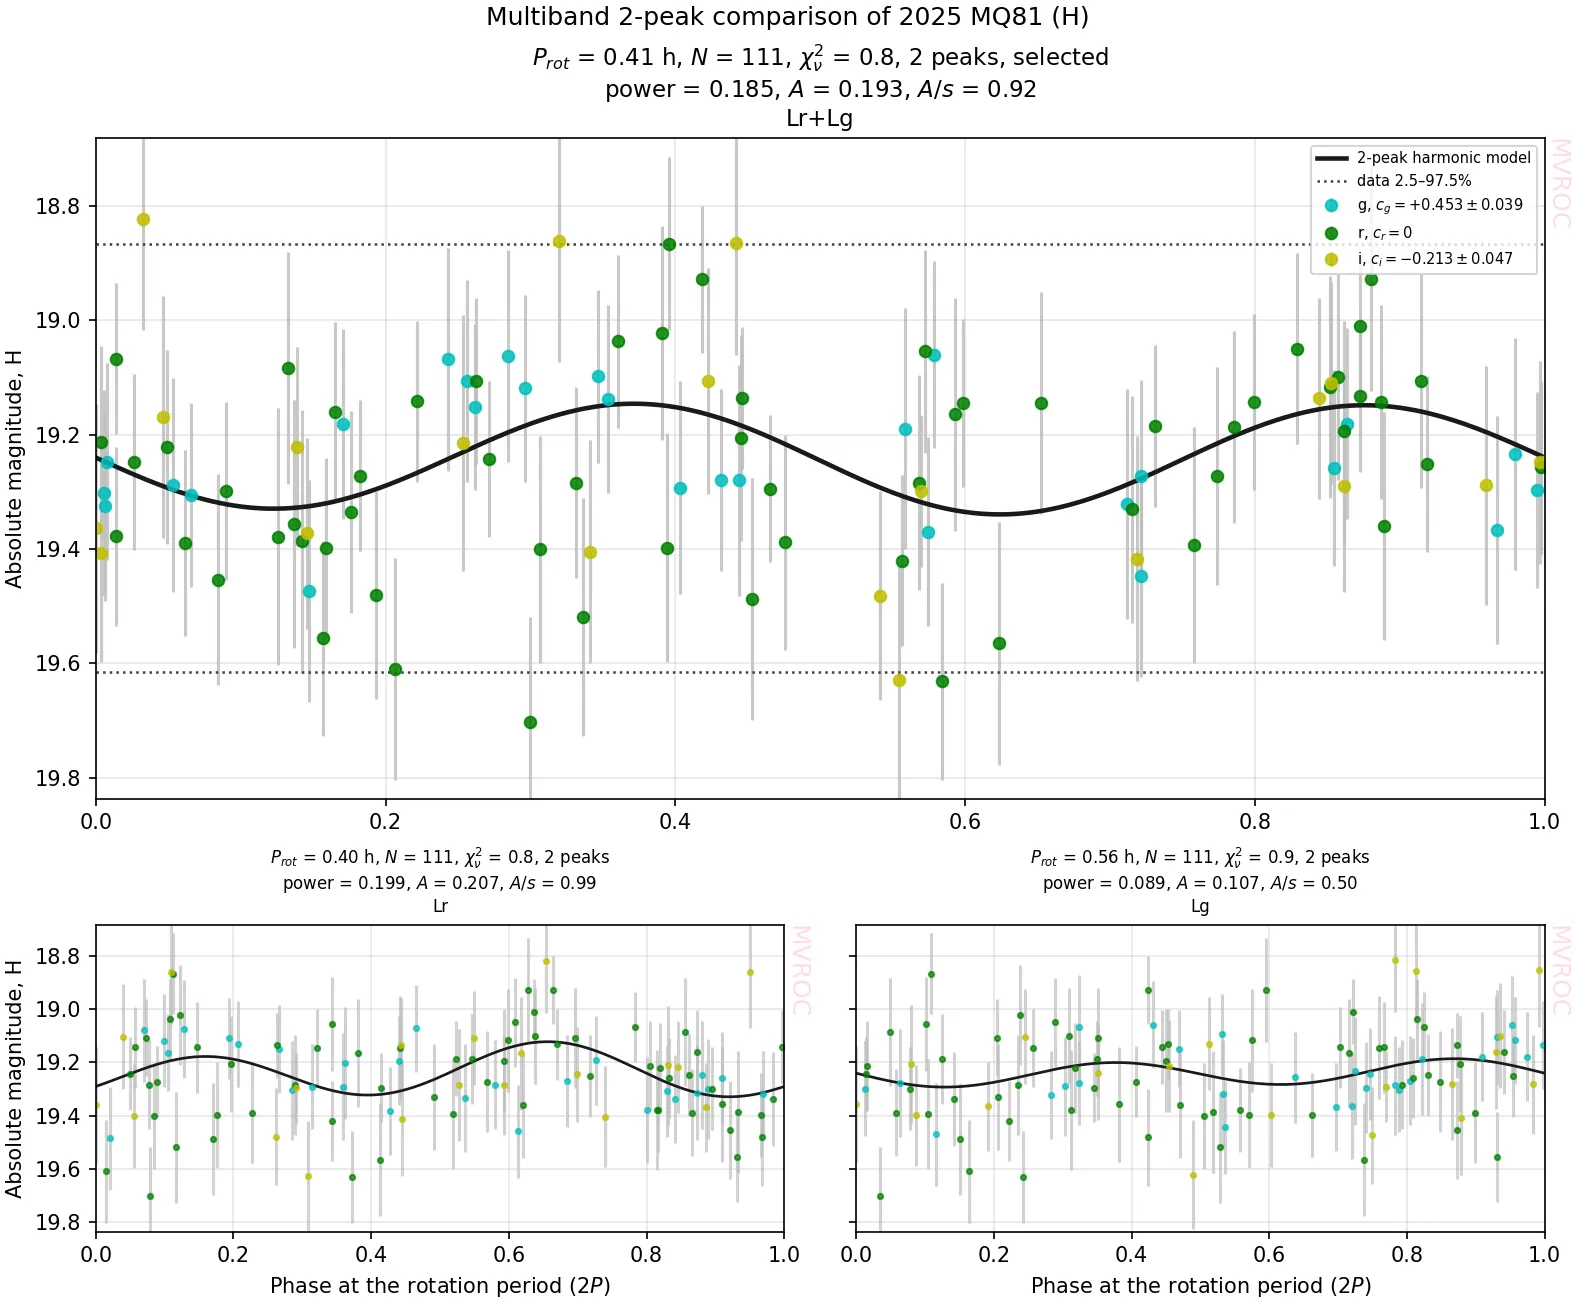 Multiband 2-peak comparison of 2025 MQ81 (H)
P_rot = 0.41 h, N = 111, χ²_ν = 0.8, 2 peaks, selected
power = 0.185, A = 0.193, A/s = 0.92
Lr+Lg
MVROC
2-peak harmonic model
data 2.5–97.5%
g, c_g = +0.453 ± 0.039
r, c_r = 0
i, c_i = −0.213 ± 0.047
Absolute magnitude, H
18.8
19.0
19.2
19.4
19.6
19.8
0.0 0.2 0.4 0.6 0.8 1.0
P_rot = 0.40 h, N = 111, χ²_ν = 0.8, 2 peaks
power = 0.199, A = 0.207, A/s = 0.99
Lr
MVROC
Absolute magnitude, H
18.8
19.0
19.2
19.4
19.6
19.8
0.0 0.2 0.4 0.6 0.8 1.0
Phase at the rotation period (2P)
P_rot = 0.56 h, N = 111, χ²_ν = 0.9, 2 peaks
power = 0.089, A = 0.107, A/s = 0.50
Lg
MVROC
0.0 0.2 0.4 0.6 0.8 1.0
Phase at the rotation period (2P)